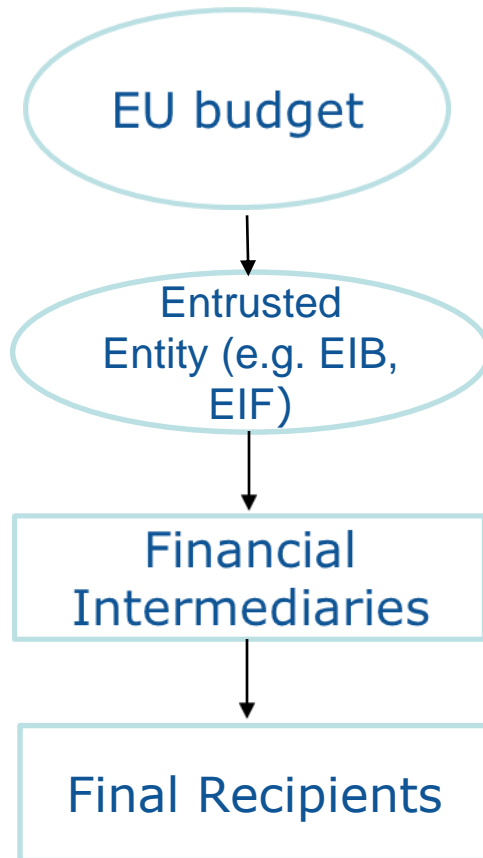 EU budget
Entrusted
Entity (e.g. EIB,
EIF)
Financial
Intermediaries
Final Recipients